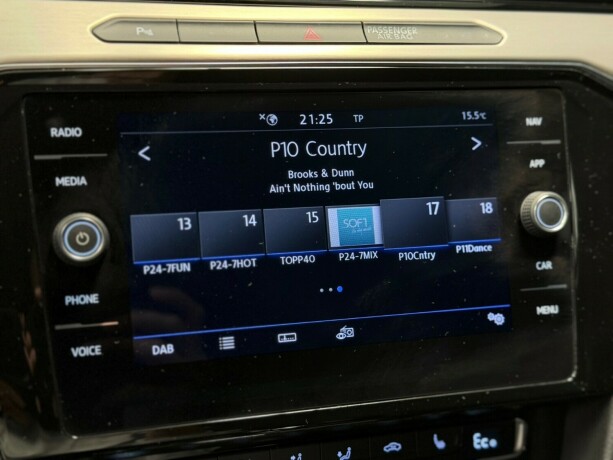 P
PASSENGER
AIR BAG
RADIO
21:25 TP 15.5°C
NAV
P10 Country
MEDIA
Brooks & Dunn
APP
Ain't Nothing 'bout You
13 14 15 SOFT 17 18
P24-7FUN P24-7HOT TOPP40 P24-7MIX P10Cntry P11Dance
CAR
PHONE
MENU
VOICE
DAB
Eco